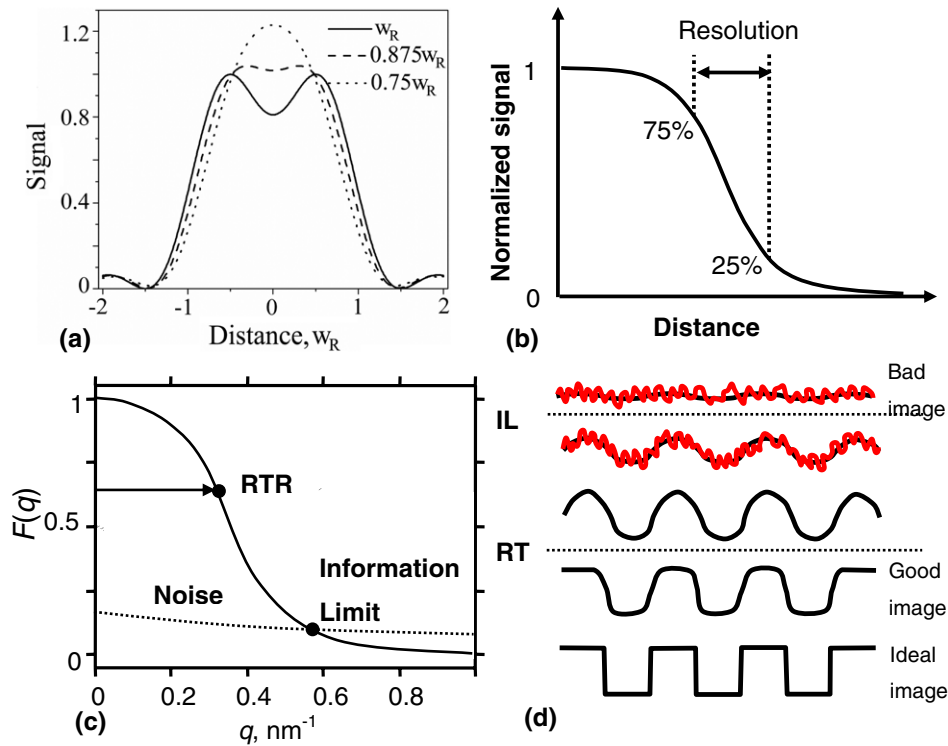 1.2
0.8
0.4
0
Signal
w_R
0.875w_R
0.75w_R
-2
-1
0
1
2
Distance, w_R
(a)
Resolution
1
75%
25%
0
Normalized signal
Distance
(b)
1
0.5
0
F(q)
RTR
Information
Noise
Limit
0
0.2
0.4
0.6
0.8
q, nm⁻¹
(c)
Bad
image
IL
RT
Good
image
Ideal
image
(d)